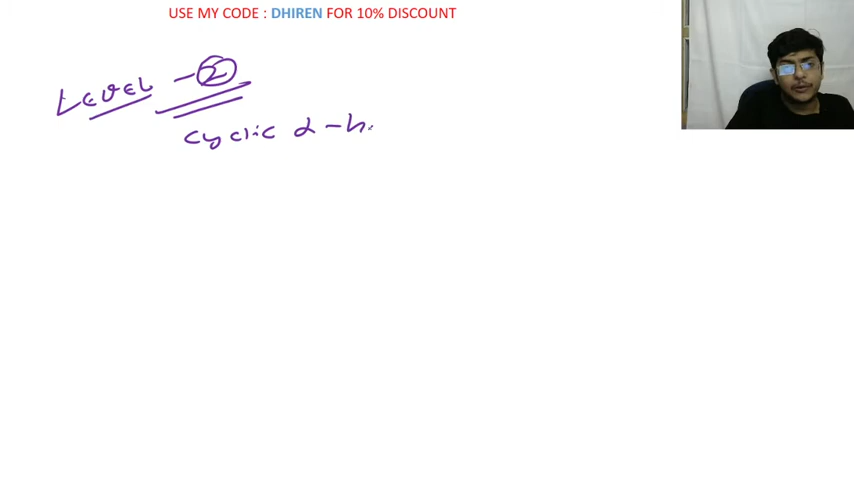 USE MY CODE : DHIREN FOR 10% DISCOUNT
LEVEL - 2
cyclic α - h